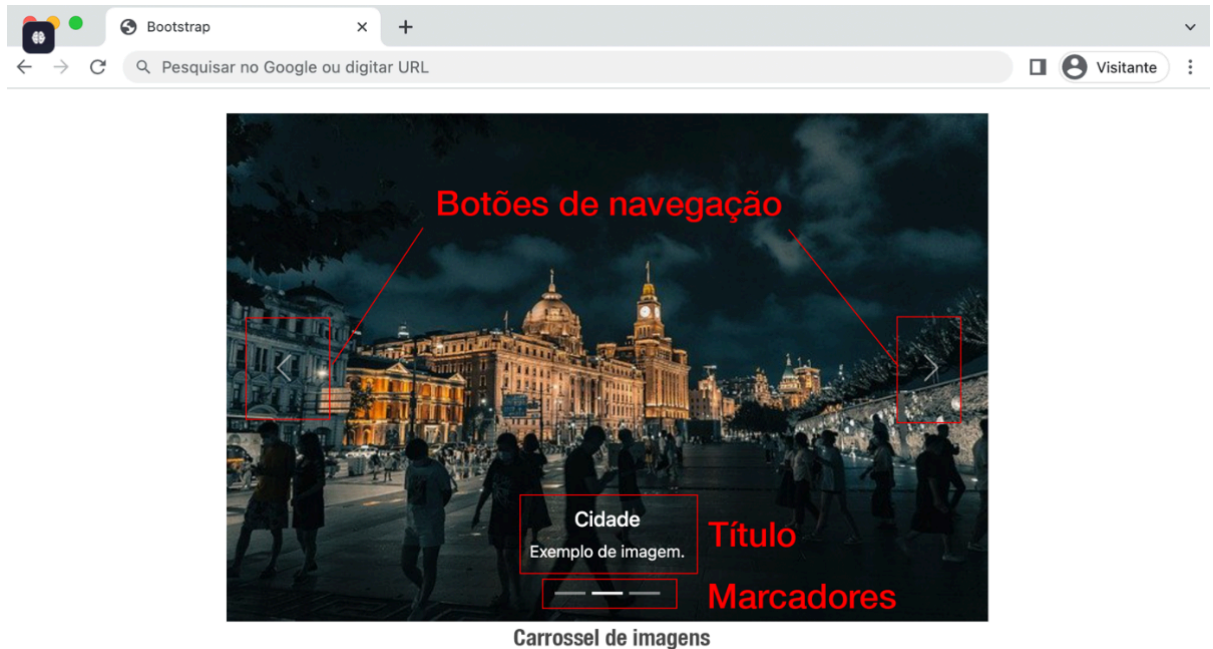 Bootstrap
Pesquisar no Google ou digitar URL
Visitante
Botões de navegação
Cidade
Exemplo de imagem.
Título
Marcadores
Carrossel de imagens